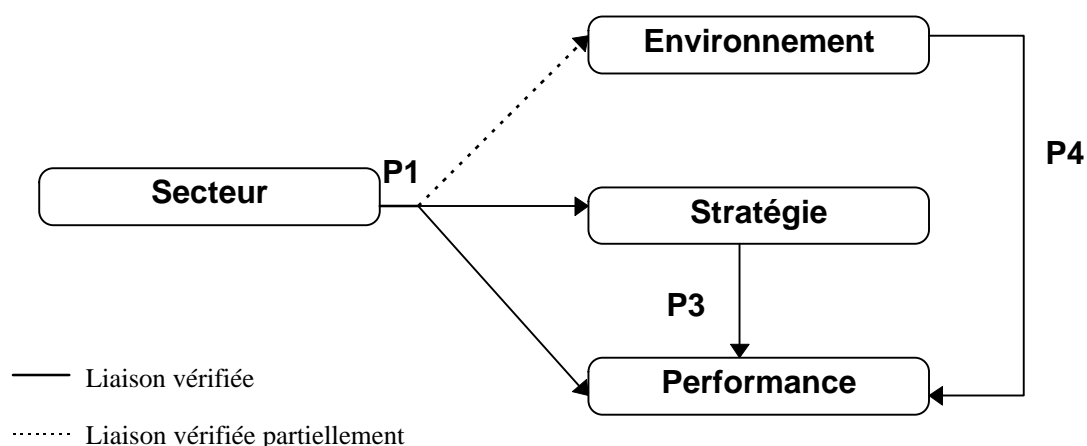 Environnement
P4
P1
Secteur
Stratégie
P3
Performance
Liaison vérifiée
Liaison vérifiée partiellement